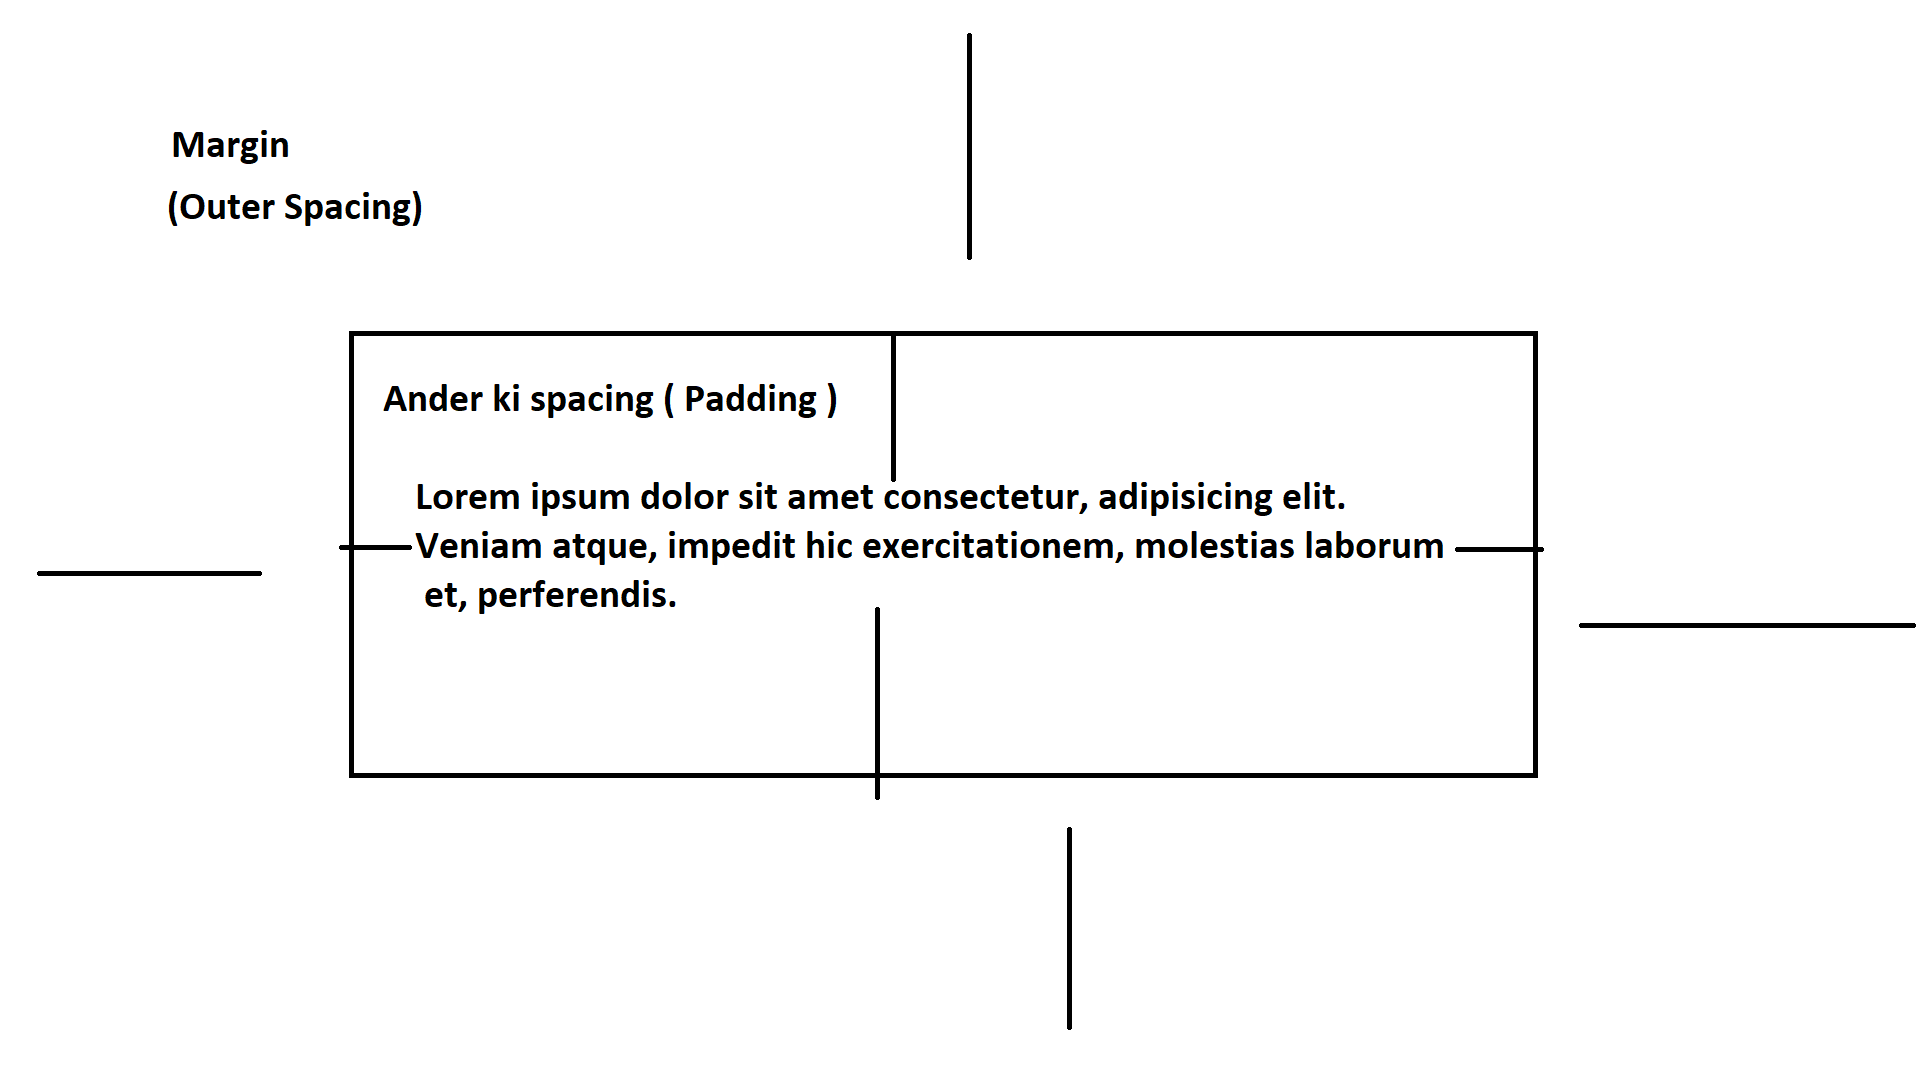 Margin
(Outer Spacing)
Ander ki spacing ( Padding )
Lorem ipsum dolor sit amet consectetur, adipisicing elit.
Veniam atque, impedit hic exercitationem, molestias laborum
et, perferendis.